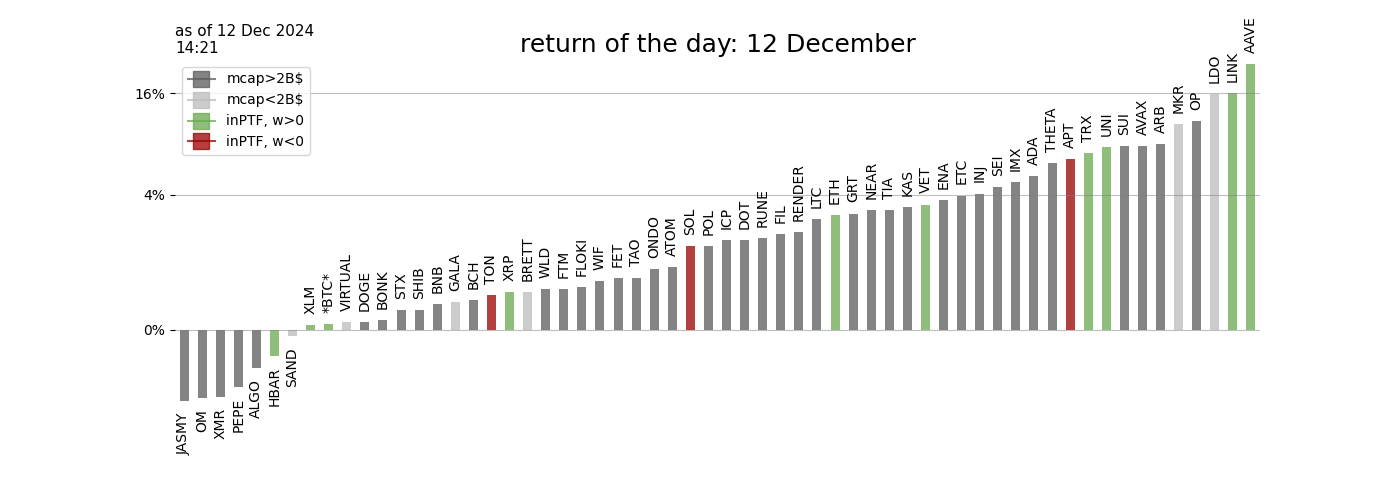 as of 12 Dec 2024
14:21
return of the day: 12 December
mcap>2B$
mcap<2B$
inPTF, w>0
inPTF, w<0
16%
4%
0%
JASMY
OM
XMR
PEPE
ALGO
HBAR
SAND
XLM
*BTC*
VIRTUAL
DOGE
BONK
STX
SHIB
BNB
GALA
BCH
TON
XRP
BRETT
WLD
FTM
FLOKI
WIF
FET
TAO
ONDO
ATOM
SOL
POL
ICP
DOT
RUNE
FIL
RENDER
LTC
ETH
GRT
NEAR
TIA
KAS
VET
ENA
ETC
INJ
SEI
IMX
ADA
THETA
APT
TRX
UNI
SUI
AVAX
ARB
MKR
OP
LDO
LINK
AAVE